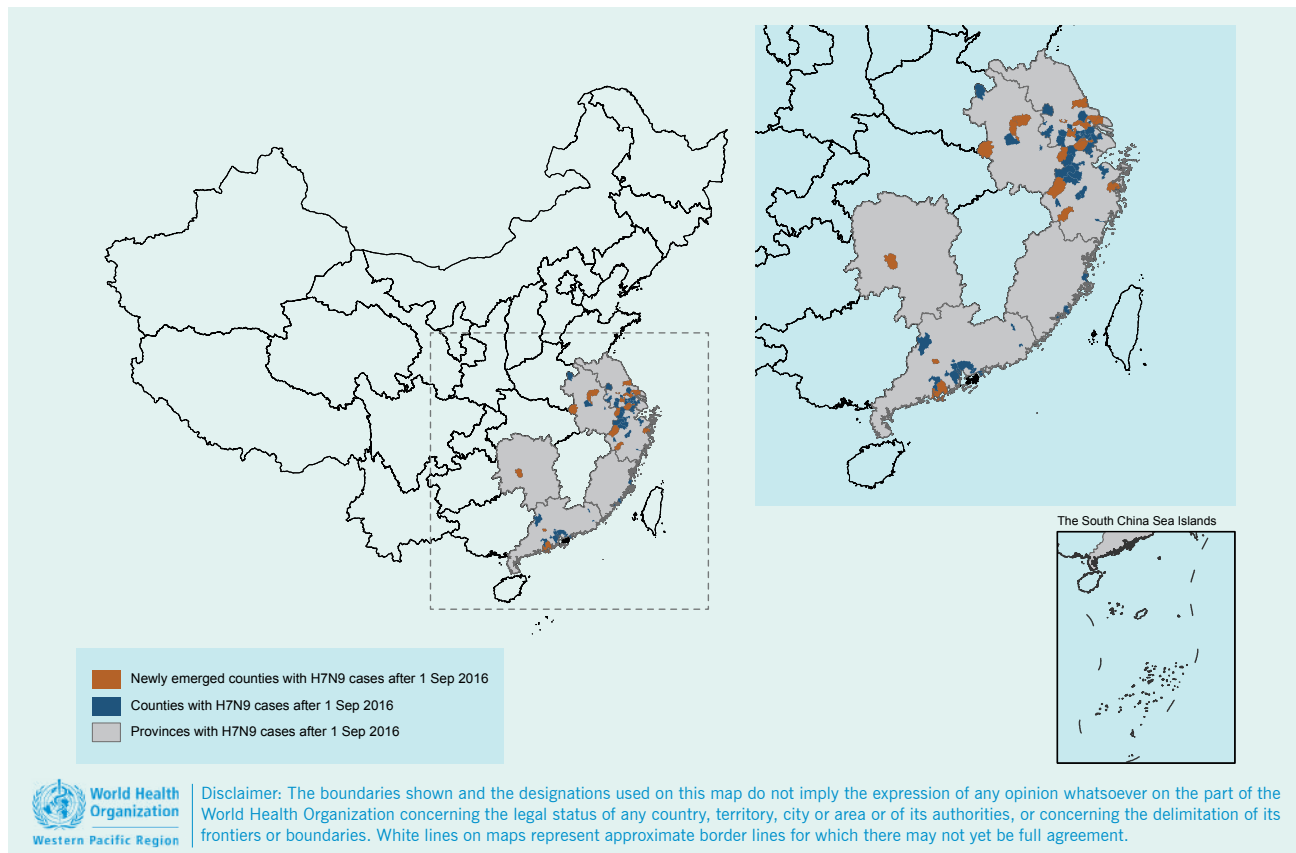 The South China Sea Islands
Newly emerged counties with H7N9 cases after 1 Sep 2016
Counties with H7N9 cases after 1 Sep 2016
Provinces with H7N9 cases after 1 Sep 2016
World Health
Organization
Western Pacific Region
Disclaimer: The boundaries shown and the designations used on this map do not imply the expression of any opinion whatsoever on the part of the
World Health Organization concerning the legal status of any country, territory, city or area or of its authorities, or concerning the delimitation of its
frontiers or boundaries. White lines on maps represent approximate border lines for which there may not yet be full agreement.